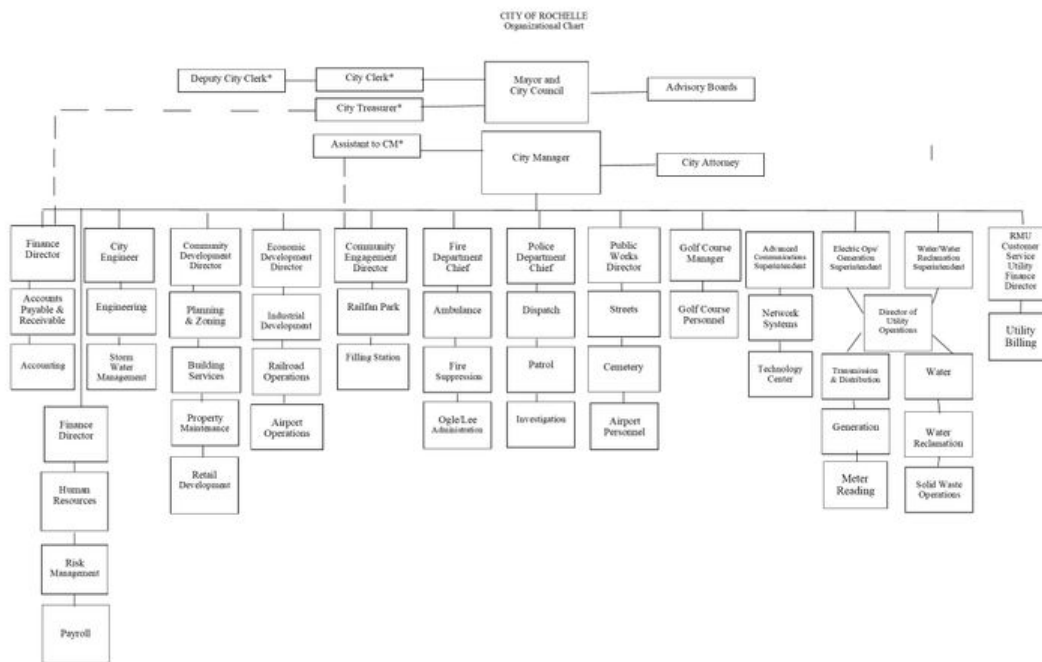 CITY OF ROCHELLE
Organizational Chart
Deputy City Clerk*
City Clerk*
Mayor and
City Council
Advisory Boards
City Treasurer*
Assistant to CM*
City Manager
City Attorney
Finance
Director
City
Engineer
Community
Development
Director
Economic
Development
Director
Community
Engagement
Director
Fire
Department
Chief
Police
Department
Chief
Public
Works
Director
Golf Course
Manager
Advanced
Communications
Superintendent
Electric Ops/
Generation
Superintendent
Water/Water
Reclamation
Superintendent
RMU
Customer
Service
Utility
Finance
Director
Accounts
Payable &
Receivable
Engineering
Planning
& Zoning
Industrial
Development
Railfan Park
Ambulance
Dispatch
Streets
Golf Course
Personnel
Network
Systems
Director of
Utility
Operations
Utility
Billing
Accounting
Storm
Water
Management
Building
Services
Railroad
Operations
Filling Station
Fire
Suppression
Patrol
Cemetery
Technology
Center
Transmission
& Distribution
Water
Finance
Director
Property
Maintenance
Airport
Operations
Ogle/Lee
Administration
Investigation
Airport
Personnel
Generation
Water
Reclamation
Human
Resources
Retail
Development
Meter
Reading
Solid Waste
Operations
Risk
Management
Payroll